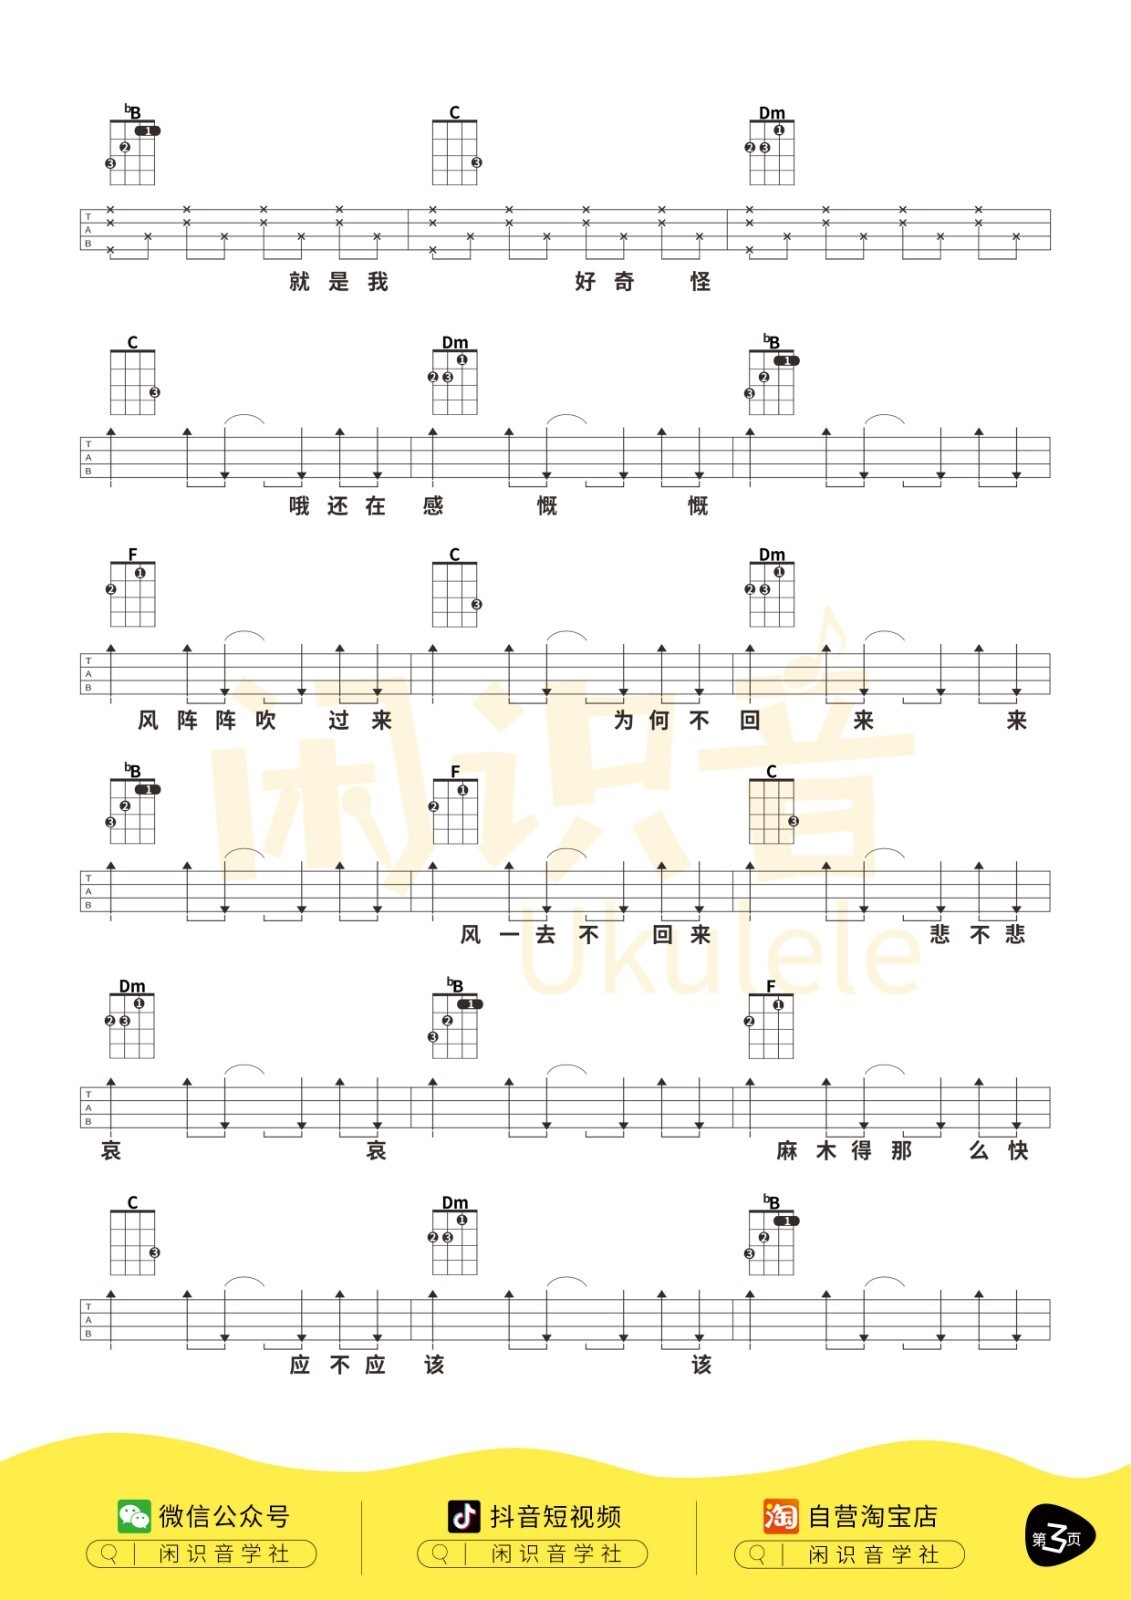 bB C Dm
1 2 3 3 1 2 3
T A B
就 是 我 好 奇 怪
C Dm bB
3 1 2 3 1 2 3
T A B
哦 还 在 感 慨 慨
F C Dm
1 2 3 1 2 3
T A B
风 阵 阵 吹 过 来 为 何 不 回 来 来
bB F C
1 2 3 1 2 3
T A B
风 一 去 不 回 来 悲 不 悲
Dm bB F
1 2 3 1 2 3 1 2
T A B
哀 哀 麻 木 得 那 么 快
C Dm bB
3 1 2 3 1 2 3
T A B
应 不 应 该 该
闲识音
Ukulele
微信公众号 抖音短视频 自营淘宝店
闲识音学社 闲识音学社 闲识音学社
淘
第3页